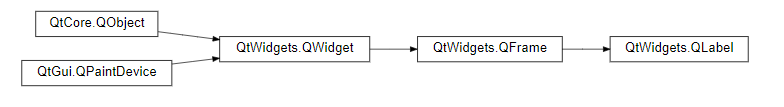 QtCore.QObject
QtGui.QPaintDevice
QtWidgets.QWidget
QtWidgets.QFrame
QtWidgets.QLabel